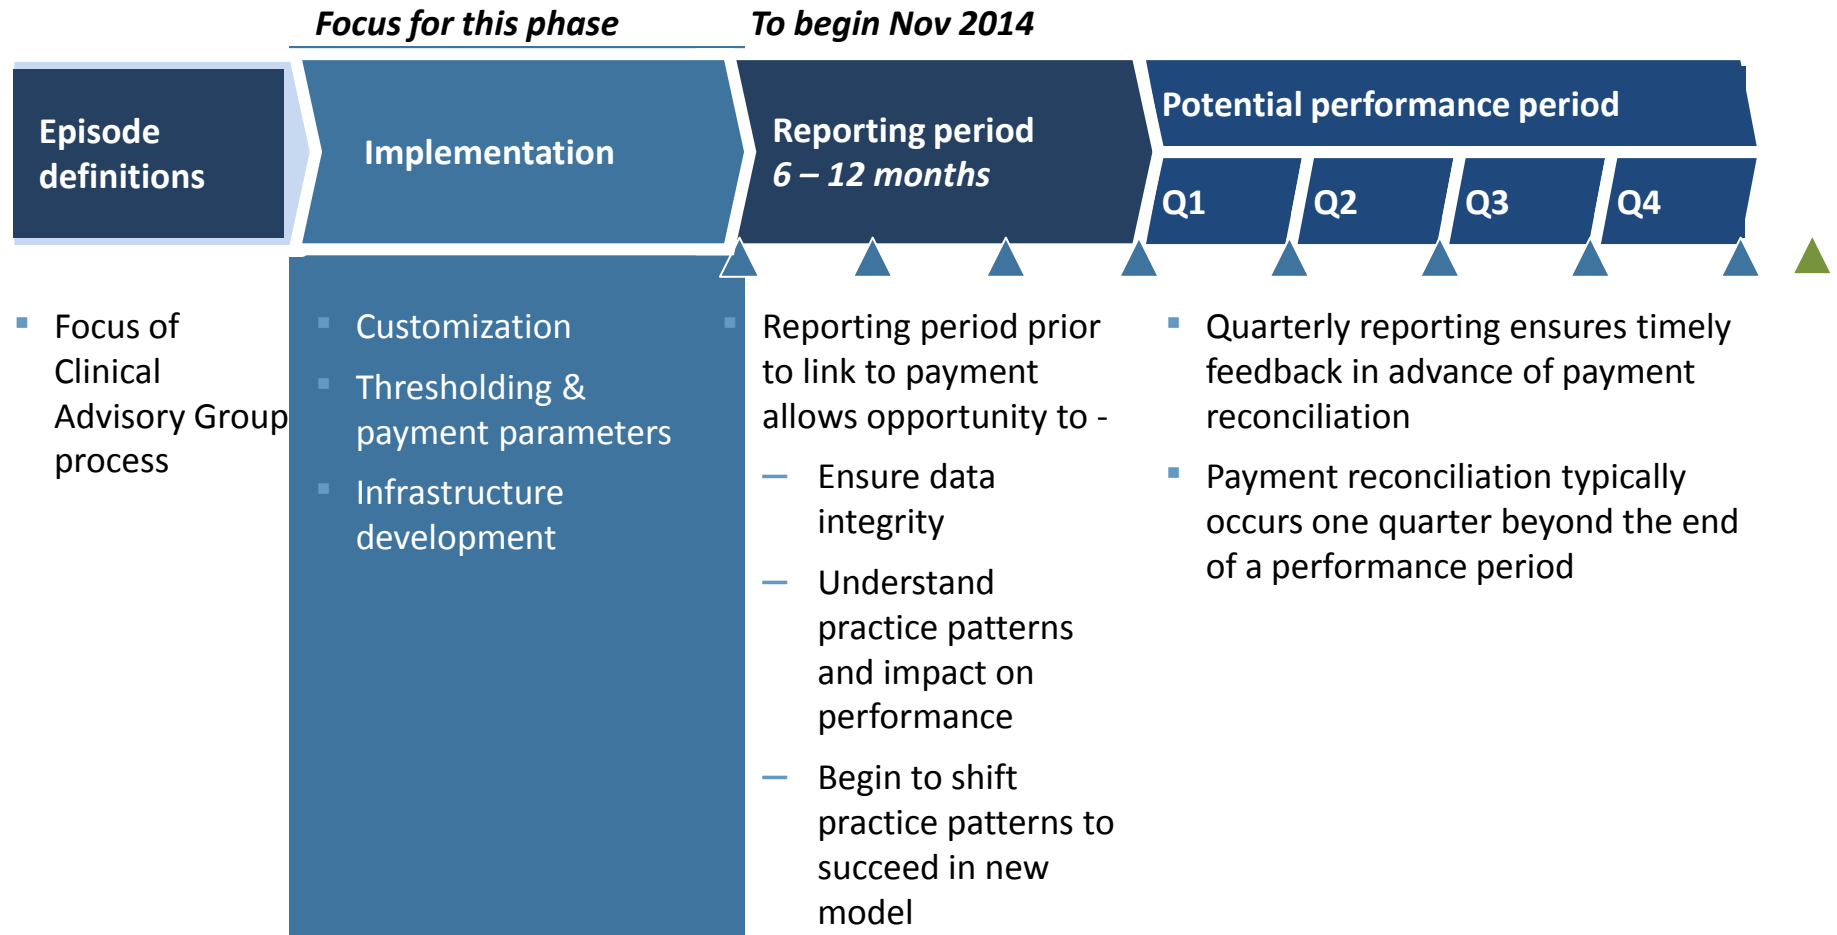 Focus for this phase
To begin Nov 2014
Episode
definitions
Implementation
Reporting period
6 – 12 months
Potential performance period
Q1
Q2
Q3
Q4
▪ Focus of
Clinical
Advisory Group
process
▪ Customization
▪ Thresholding &
payment parameters
▪ Infrastructure
development
▪ Reporting period prior
to link to payment
allows opportunity to -
– Ensure data
integrity
– Understand
practice patterns
and impact on
performance
– Begin to shift
practice patterns to
succeed in new
model
▪ Quarterly reporting ensures timely
feedback in advance of payment
reconciliation
▪ Payment reconciliation typically
occurs one quarter beyond the end
of a performance period